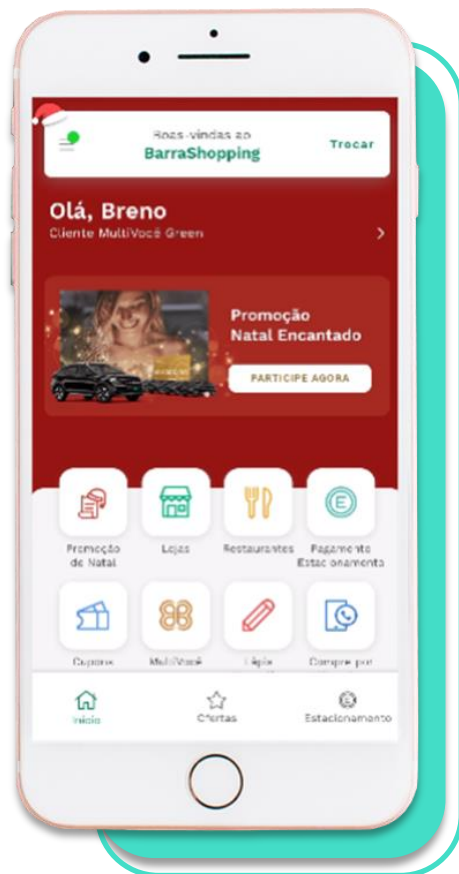 Boas-vindas ao
BarraShopping
Trocar
Olá, Breno
Cliente MultiVocê Green
Promoção
Natal Encantado
PARTICIPE AGORA
Promoção
de Natal
Lojas
Restaurantes
Pagamento
Estacionamento
E
Cupons
MultiVocê
Lápis
Compre por
Início
Ofertas
Estacionamento